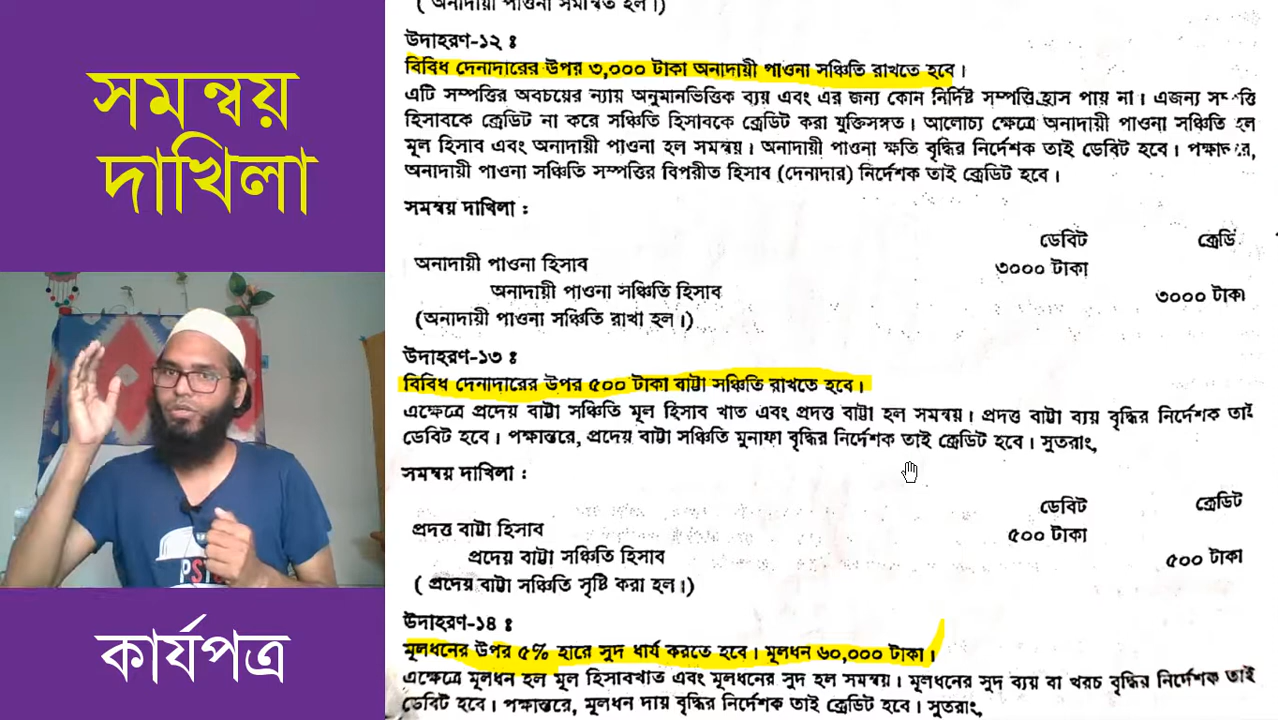 সমন্বয়
দাখিলা
কার্যপত্র
( অনাদায়ী পাওনা সমন্বিত হল।)
উদাহরণ-১২ ঃ
বিবিধ দেনাদারের উপর ৩,০০০ টাকা অনাদায়ী পাওনা সঞ্চিতি রাখতে হবে।
এটি সম্পত্তির অবচয়ের ন্যায় অনুমানভিত্তিক ব্যয় এবং এর জন্য কোন নির্দিষ্ট সম্পত্তি হ্রাস পায় না। এজন্য সম্পত্তি
হিসাবকে ক্রেডিট না করে সঞ্চিতি হিসাবকে ক্রেডিট করা যুক্তিসঙ্গত। আলোচ্য ক্ষেত্রে অনাদায়ী পাওনা সঞ্চিতি হল
মূল হিসাব এবং অনাদায়ী পাওনা হল সমন্বয়। অনাদায়ী পাওনা ক্ষতি বৃদ্ধির নির্দেশক তাই ডেবিট হবে। পক্ষান্তরে,
অনাদায়ী পাওনা সঞ্চিতি সম্পত্তির বিপরীত হিসাব (দেনাদার) নির্দেশক তাই ক্রেডিট হবে।
সমন্বয় দাখিলা :
ডেবিট ক্রেডি
অনাদায়ী পাওনা হিসাব ৩০০০ টাকা
অনাদায়ী পাওনা সঞ্চিতি হিসাব ৩০০০ টাকা
(অনাদায়ী পাওনা সঞ্চিতি রাখা হল।)
উদাহরণ-১৩ ঃ
বিবিধ দেনাদারের উপর ৫০০ টাকা বাট্টা সঞ্চিতি রাখতে হবে।
এক্ষেত্রে প্রদেয় বাট্টা সঞ্চিতি মূল হিসাব খাত এবং প্রদত্ত বাট্টা হল সমন্বয়। প্রদত্ত বাট্টা ব্যয় বৃদ্ধির নির্দেশক তাই
ডেবিট হবে। পক্ষান্তরে, প্রদেয় বাট্টা সঞ্চিতি মুনাফা বৃদ্ধির নির্দেশক তাই ক্রেডিট হবে। সুতরাং,
সমন্বয় দাখিলা :
ডেবিট ক্রেডিট
প্রদত্ত বাট্টা হিসাব ৫০০ টাকা
প্রদেয় বাট্টা সঞ্চিতি হিসাব ৫০০ টাকা
( প্রদেয় বাট্টা সঞ্চিতি সৃষ্টি করা হল।)
উদাহরণ-১৪ ঃ
মূলধনের উপর ৫% হারে সুদ ধার্য করতে হবে। মূলধন ৬০,০০০ টাকা।
এক্ষেত্রে মূলধন হল মূল হিসাবখাত এবং মূলধনের সুদ হল সমন্বয়। মূলধনের সুদ ব্যয় বা খরচ বৃদ্ধির নির্দেশক তাই
ডেবিট হবে। পক্ষান্তরে, মূলধন দায় বৃদ্ধির নির্দেশক তাই ক্রেডিট হবে। সুতরাং,